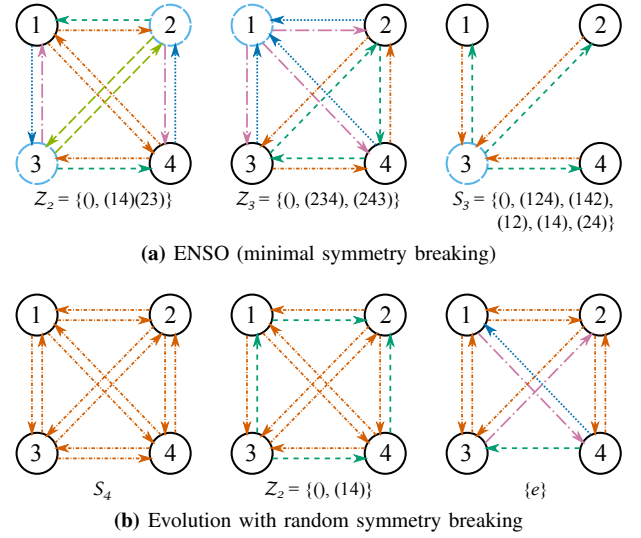 1 2 1 2 1 2
3 4 3 4 3 4
Z₂ = {(), (14)(23)} Z₃ = {(), (234), (243)} S₃ = {(), (124), (142),
(12), (14), (24)}
(a) ENSO (minimal symmetry breaking)
1 2 1 2 1 2
3 4 3 4 3 4
S₄ Z₂ = {(), (14)} {e}
(b) Evolution with random symmetry breaking